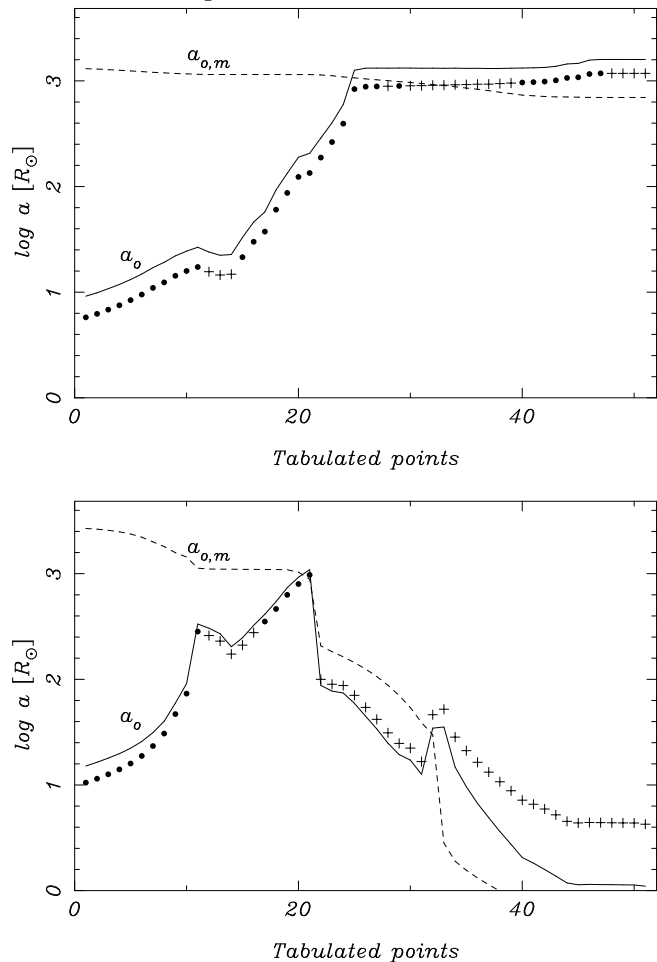 a_{o,m}
3
2
log a [R_⊙]
a_o
1
0
0 20 40
Tabulated points
a_{o,m}
3
2
log a [R_⊙]
a_o
1
0
0 20 40
Tabulated points